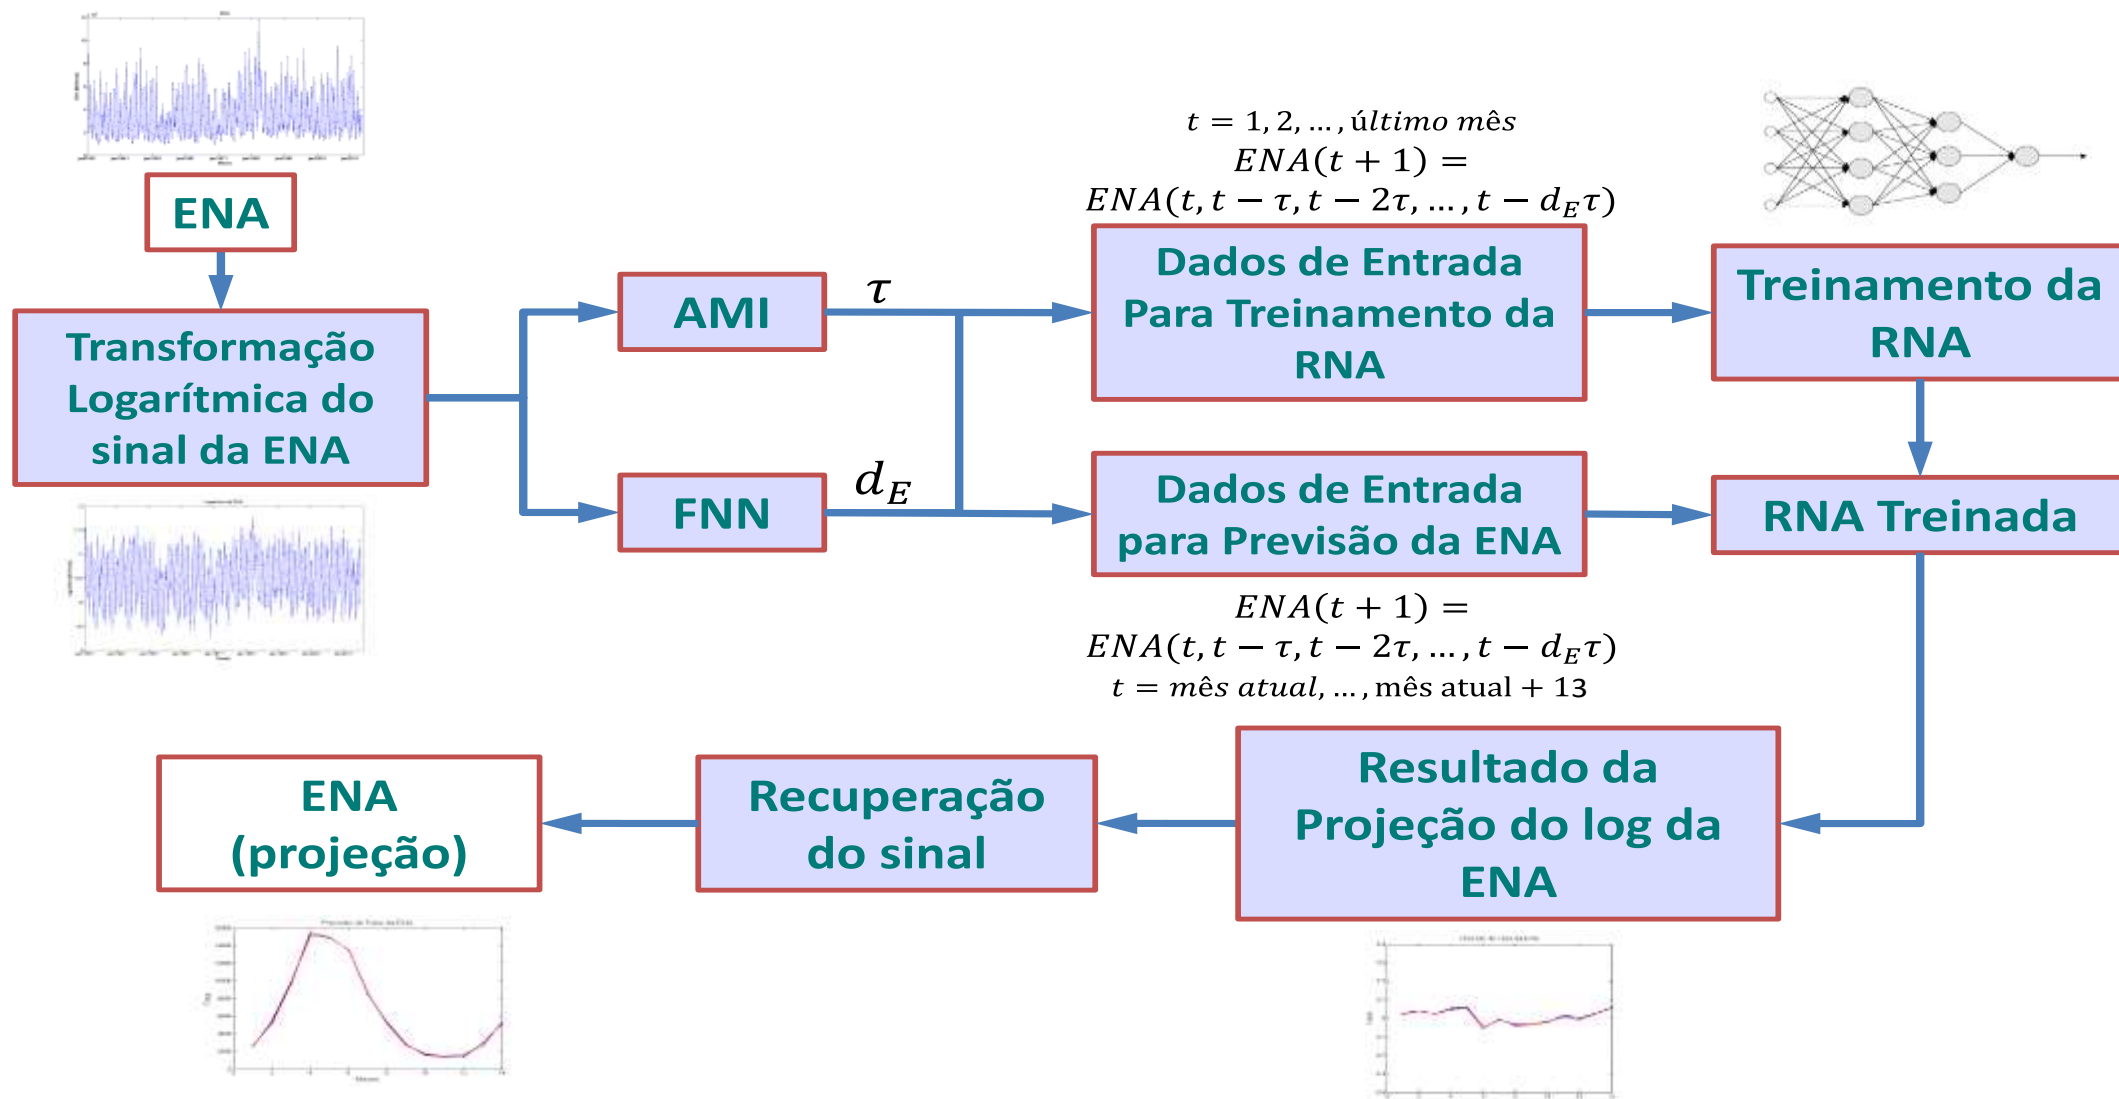 ENA
Transformação
Logarítmica do
sinal da ENA
AMI
τ
FNN
d_E
t = 1, 2, …, último mês
ENA(t + 1) =
ENA(t, t − τ, t − 2τ, …, t − d_Eτ)
Dados de Entrada
Para Treinamento da
RNA
Treinamento da
RNA
Dados de Entrada
para Previsão da ENA
RNA Treinada
ENA(t + 1) =
ENA(t, t − τ, t − 2τ, …, t − d_Eτ)
t = mês atual, …, mês atual + 13
Resultado da
Projeção do log da
ENA
Recuperação
do sinal
ENA
(projeção)